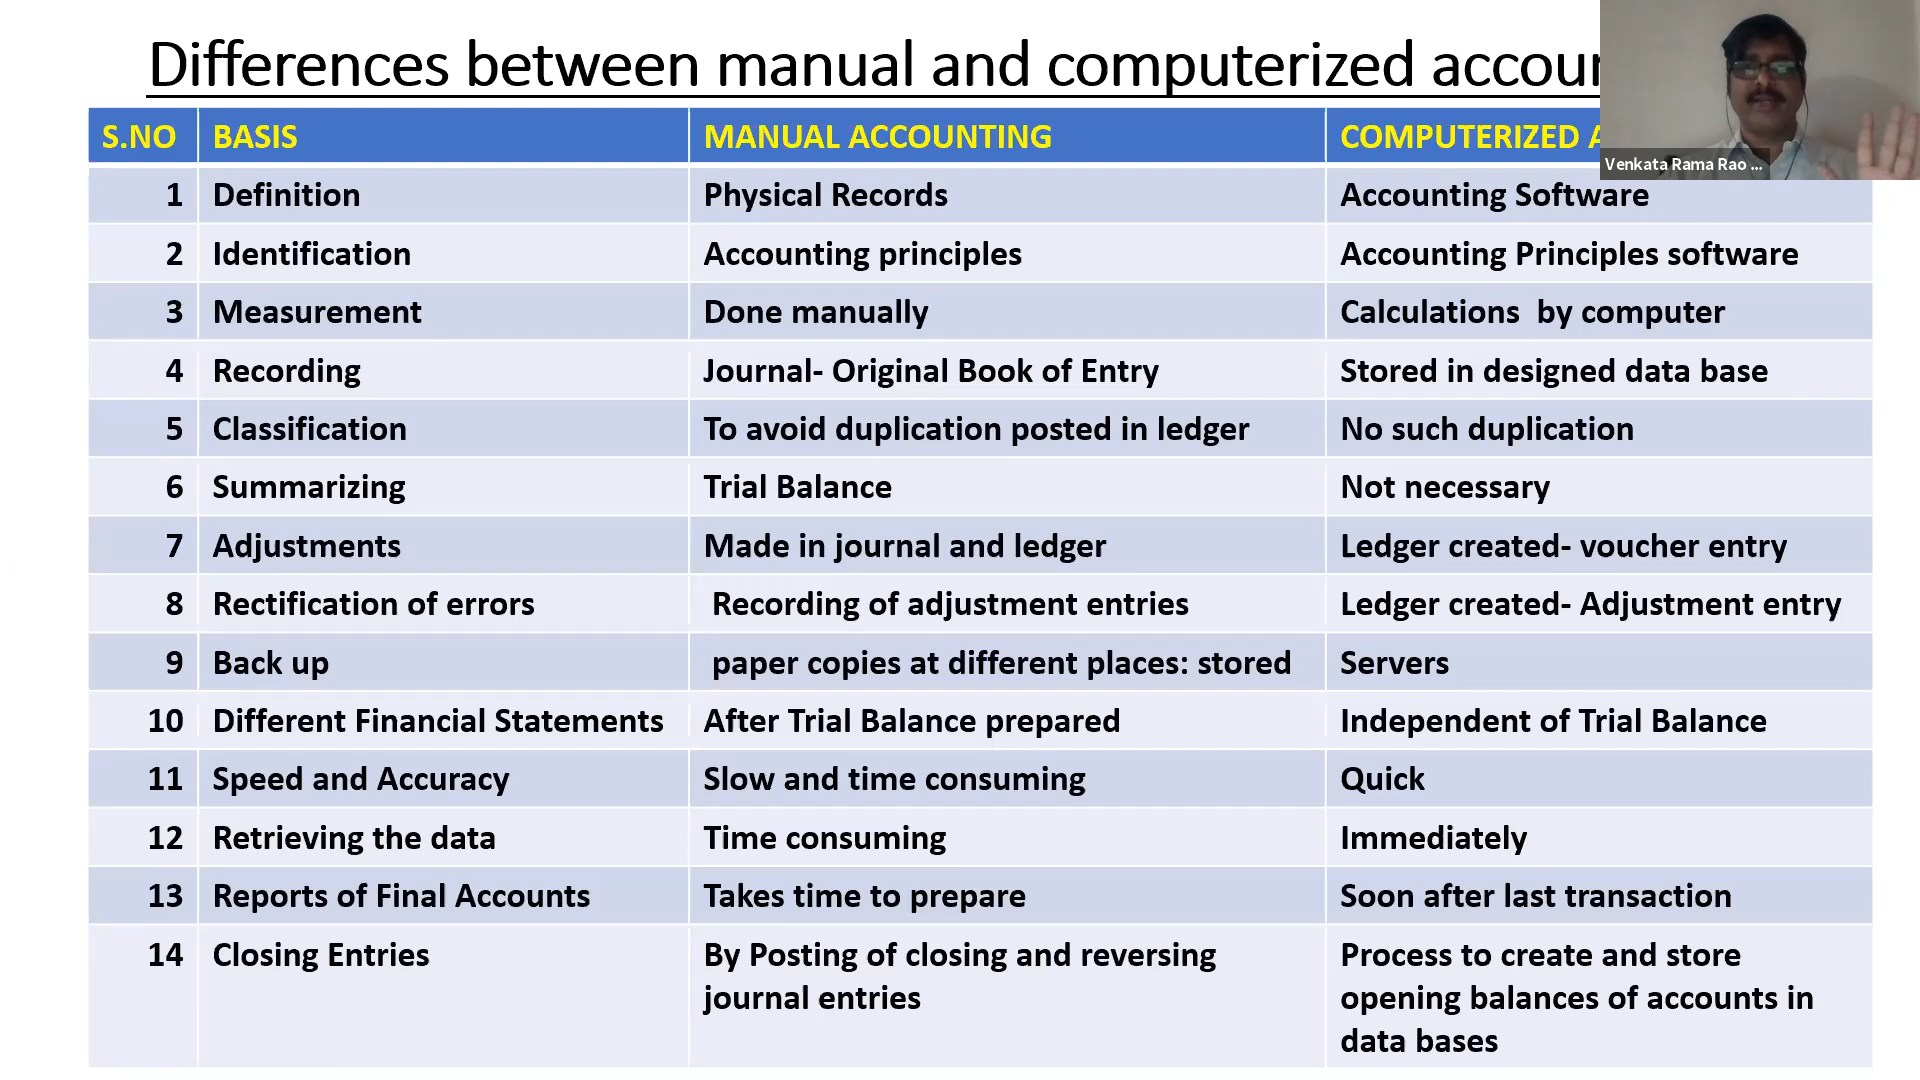 Differences between manual and computerized
Venkata Rama Rao ...
S.NO BASIS MANUAL ACCOUNTING COMPUTERIZED
1 Definition Physical Records Accounting Software
2 Identification Accounting principles Accounting Principles software
3 Measurement Done manually Calculations by computer
4 Recording Journal- Original Book of Entry Stored in designed data base
5 Classification To avoid duplication posted in ledger No such duplication
6 Summarizing Trial Balance Not necessary
7 Adjustments Made in journal and ledger Ledger created- voucher entry
8 Rectification of errors Recording of adjustment entries Ledger created- Adjustment entry
9 Back up paper copies at different places: stored Servers
10 Different Financial Statements After Trial Balance prepared Independent of Trial Balance
11 Speed and Accuracy Slow and time consuming Quick
12 Retrieving the data Time consuming Immediately
13 Reports of Final Accounts Takes time to prepare Soon after last transaction
14 Closing Entries By Posting of closing and reversing Process to create and store
journal entries opening balances of accounts in
data bases